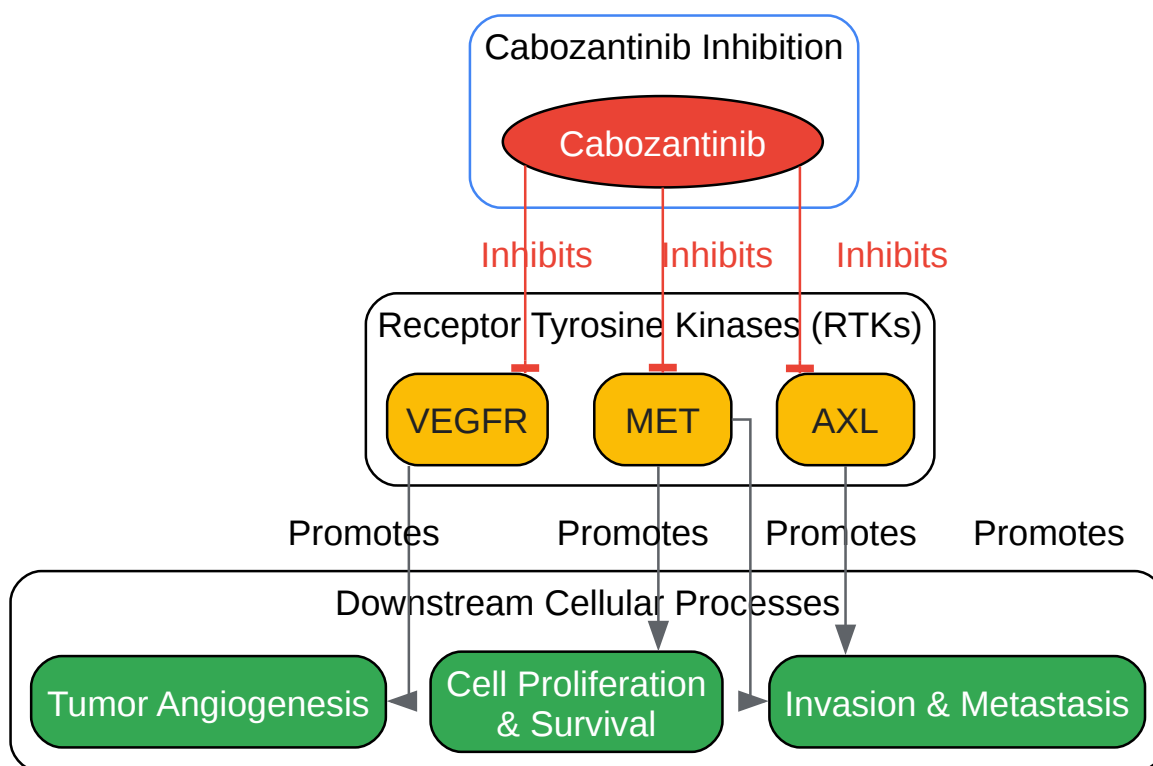 Cabozantinib Inhibition
Cabozantinib
Inhibits
Inhibits
Inhibits
Receptor Tyrosine Kinases (RTKs)
VEGFR
MET
AXL
Promotes
Promotes
Promotes
Promotes
Downstream Cellular Processes
Tumor Angiogenesis
Cell Proliferation
& Survival
Invasion & Metastasis